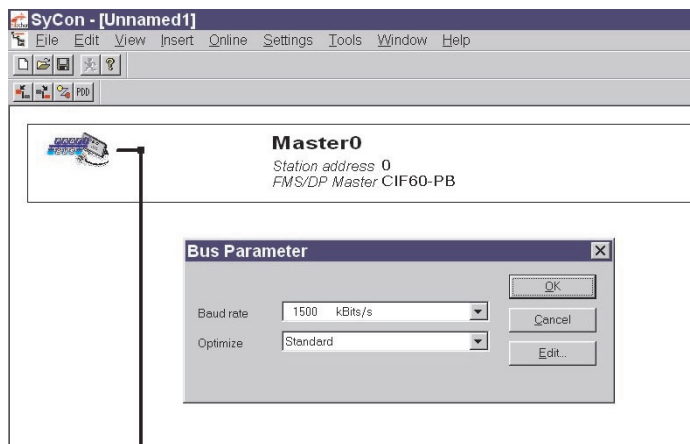 SyCon - [Unnamed1]
File Edit View Insert Online Settings Tools Window Help
PDD
Master0
Station address 0
FMS/DP Master CIF60-PB
Bus Parameter
OK
Baud rate 1500 kBits/s
Cancel
Optimize Standard
Edit...